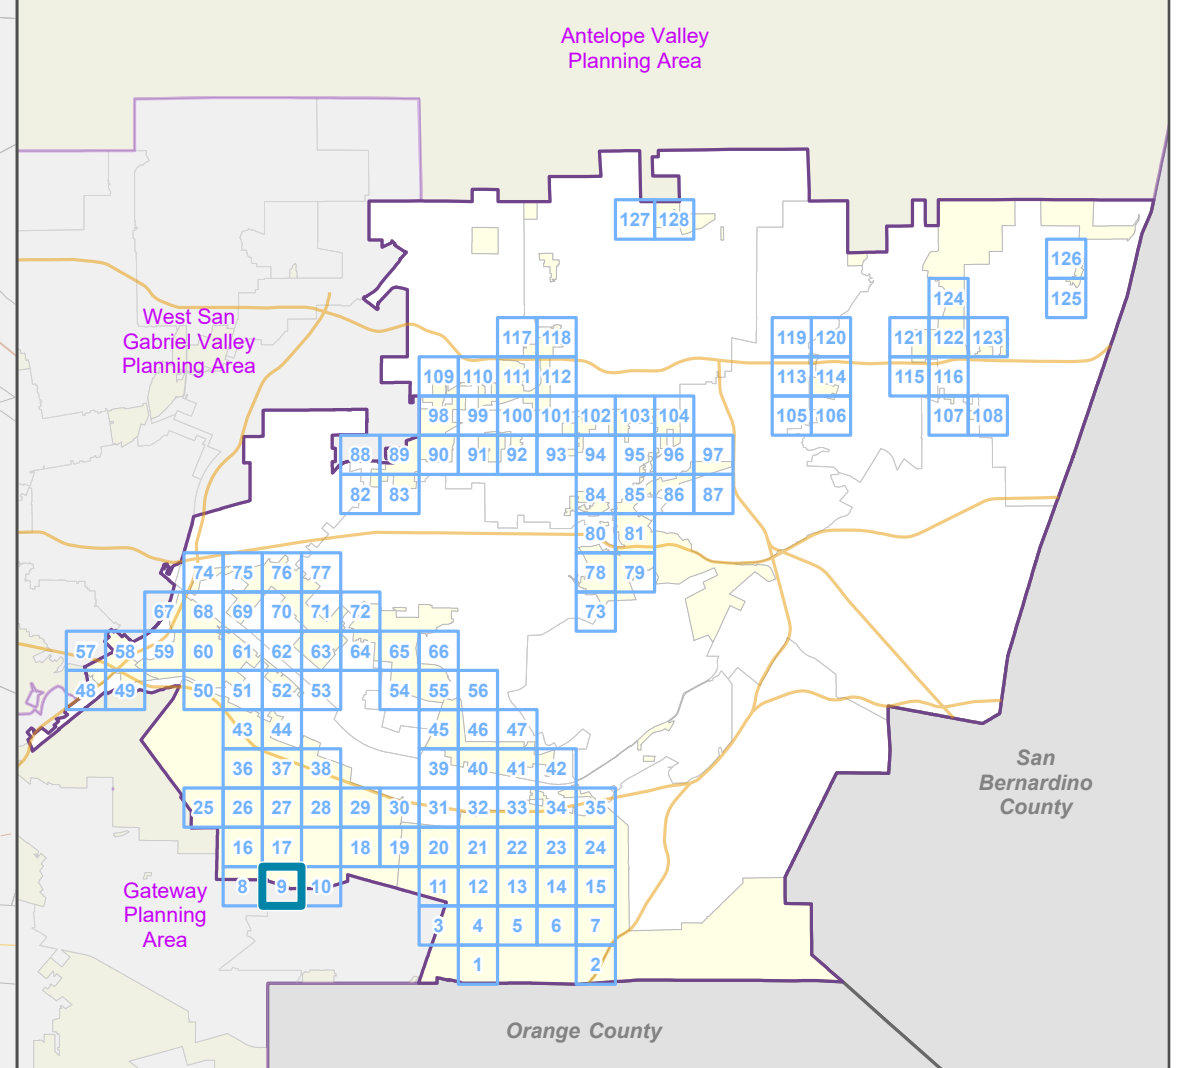 Antelope Valley
Planning Area
127 128
126
West San
Gabriel Valley
Planning Area
124
125
117 118
119 120
121 122 123
109 110 111 112
113 114
115 116
98 99 100 101 102 103 104
105 106
107 108
88 89 90 91 92 93 94 95 96 97
82 83
84 85 86 87
80 81
74 75 76 77
78 79
67 68 69 70 71 72
73
57 58 59 60 61 62 63 64 65 66
48 49 50 51 52 53 54 55 56
43 44
45 46 47
36 37 38
39 40 41 42
San
Bernardino
County
25 26 27 28 29 30 31 32 33 34 35
16 17 18 19 20 21 22 23 24
8 9 10 11 12 13 14 15
Gateway
Planning
Area
3 4 5 6 7
1 2
Orange County